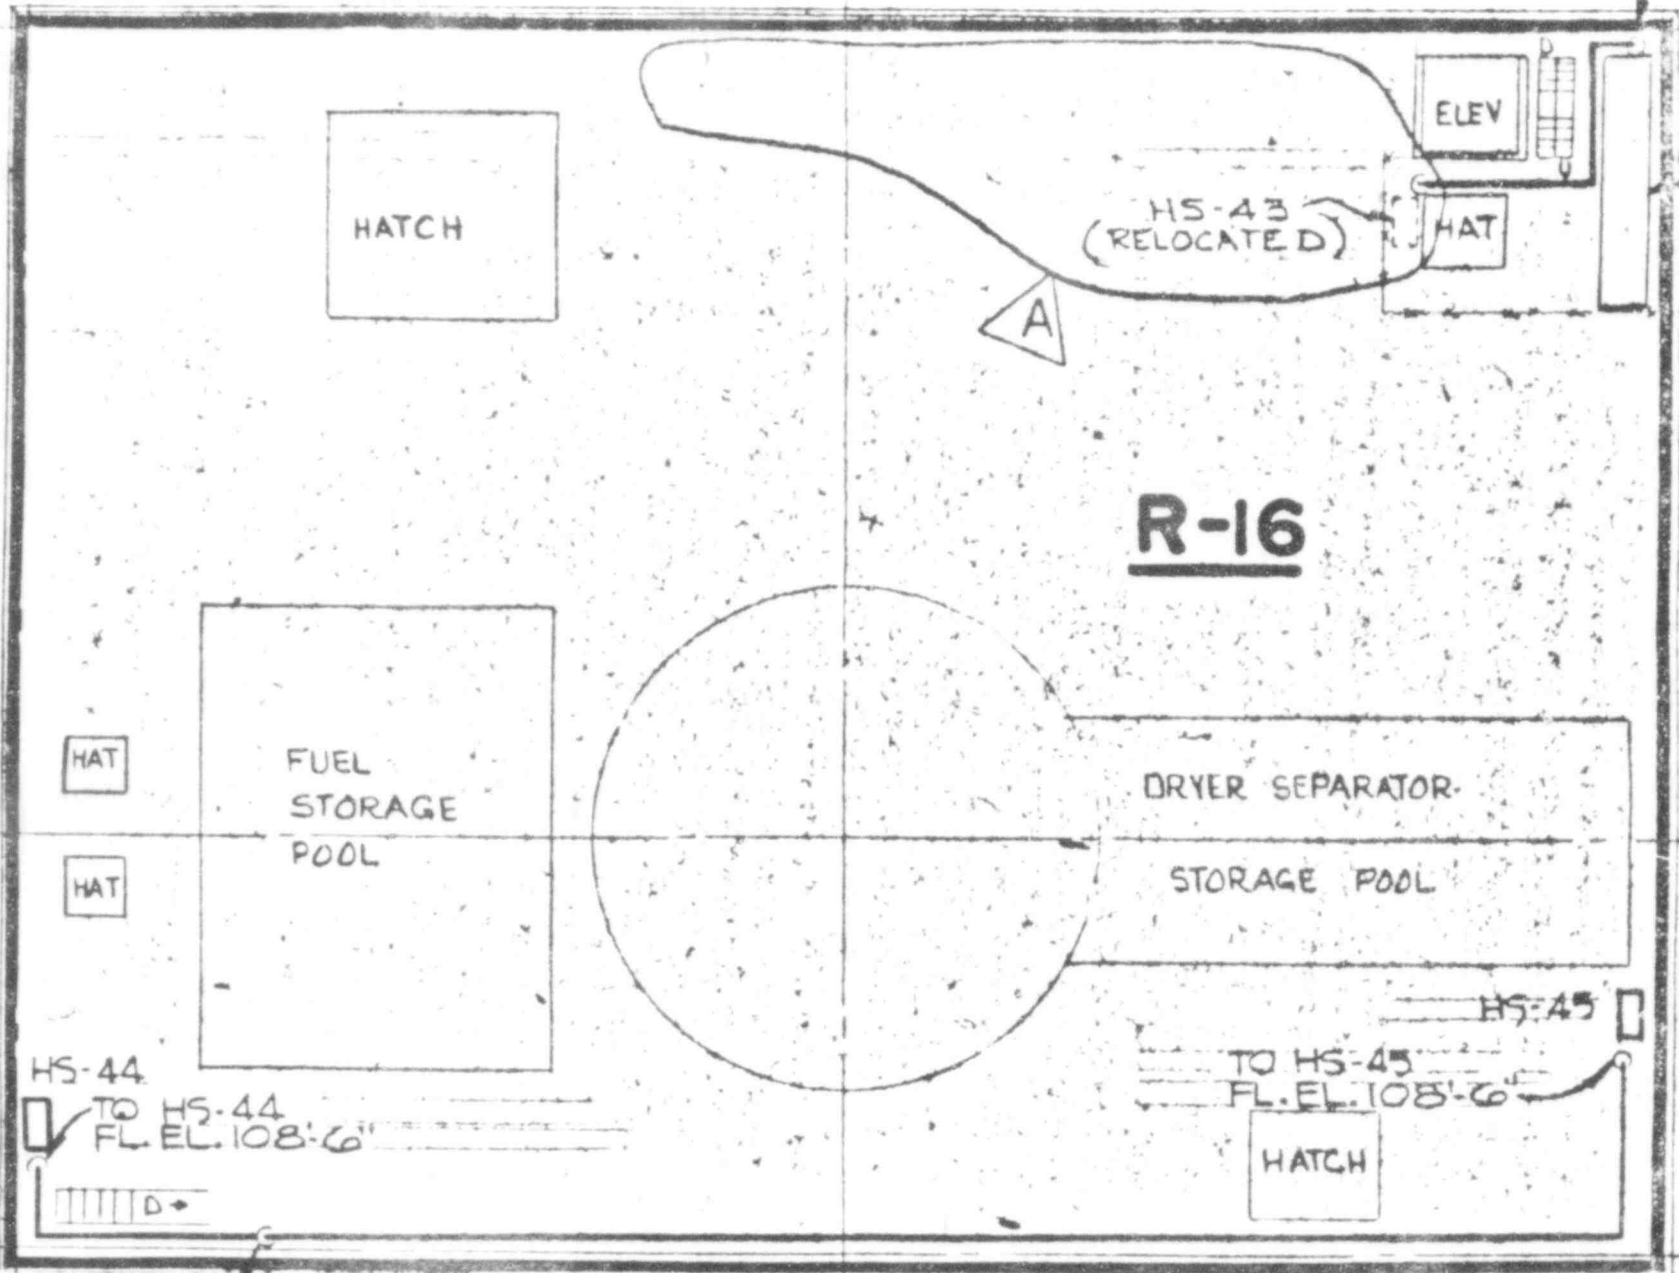 ELEV
HATCH
HS-43
(RELOCATED)
HAT
A
R-16
HAT
FUEL
STORAGE
POOL
DRYER SEPARATOR
HAT
STORAGE POOL
HS-45
HS-44
TO HS-45
FL. EL. 108'-6"
TO HS-44
FL. EL. 108'-6"
HATCH
D